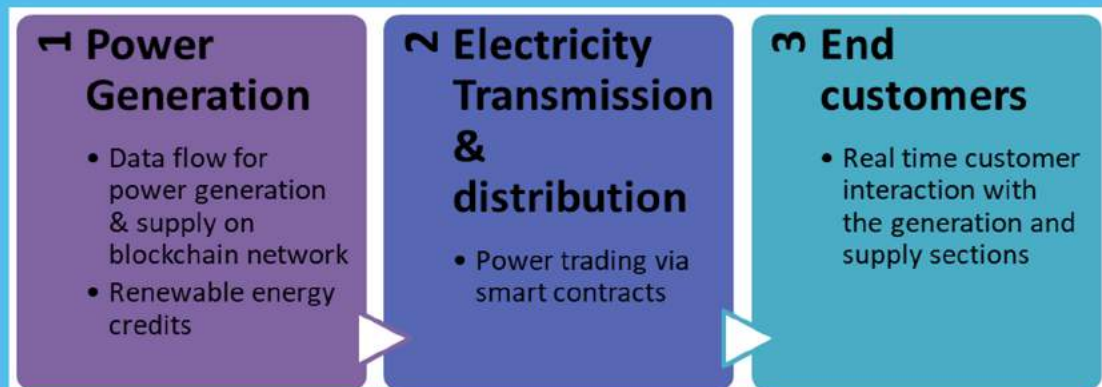 1 Power
Generation
• Data flow for
power generation
& supply on
blockchain network
• Renewable energy
credits
2 Electricity
Transmission
&
distribution
• Power trading via
smart contracts
3 End
customers
• Real time customer
interaction with
the generation and
supply sections